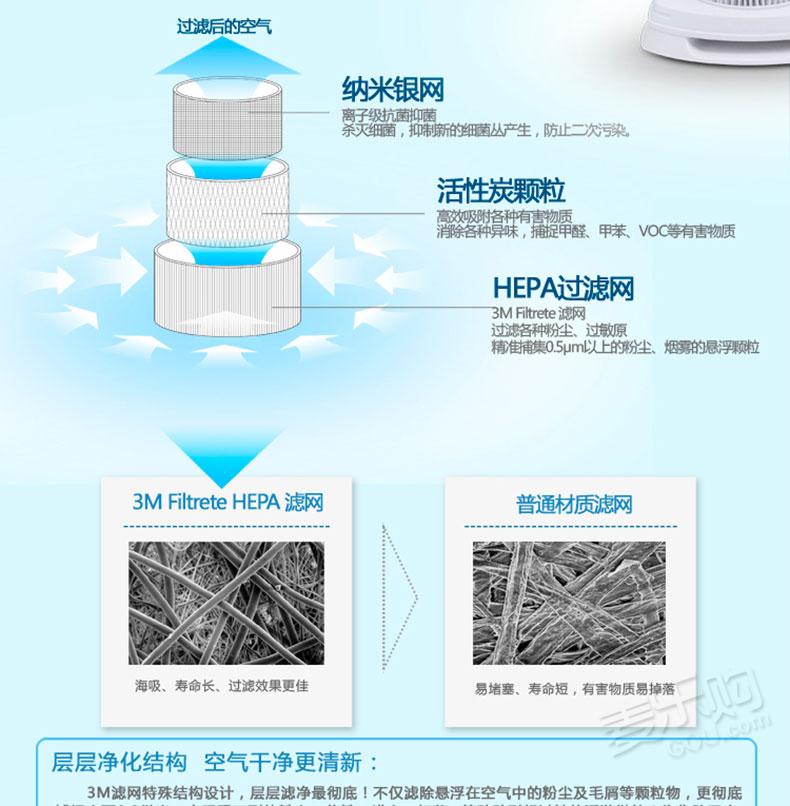 过滤后的空气
纳米银网
离子级抗菌抑菌
杀灭细菌，抑制新的细菌丛产生，防止二次污染。
活性炭颗粒
高效吸附各种有害物质
消除各种异味，捕捉甲醛、甲苯、VOC等有害物质
HEPA过滤网
3M Filtrete 滤网
过滤各种粉尘、过敏原
精准捕集0.5μm以上的粉尘、烟雾的悬浮颗粒
3M Filtrete HEPA 滤网
海吸、寿命长、过滤效果更佳
普通材质滤网
易堵塞、寿命短，有害物质易掉落
麦乐购
GOU.com
层层净化结构 空气干净更清新：
3M滤网特殊结构设计，层层滤净最彻底！不仅滤除悬浮在空气中的粉尘及毛屑等颗粒物，更彻底